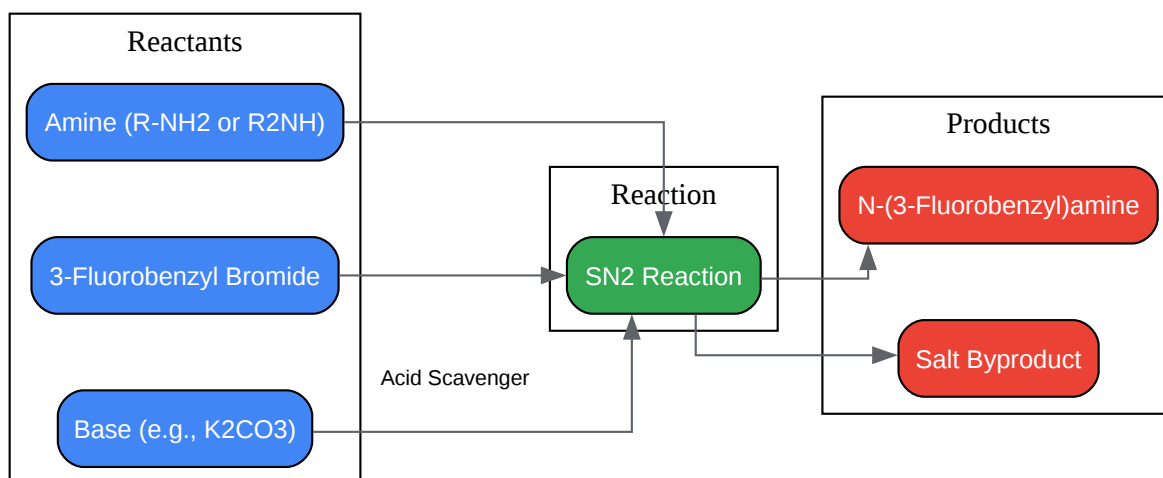 Reactants
Amine (R-NH2 or R2NH)
3-Fluorobenzyl Bromide
Base (e.g., K2CO3)
Acid Scavenger
Reaction
SN2 Reaction
Products
N-(3-Fluorobenzyl)amine
Salt Byproduct